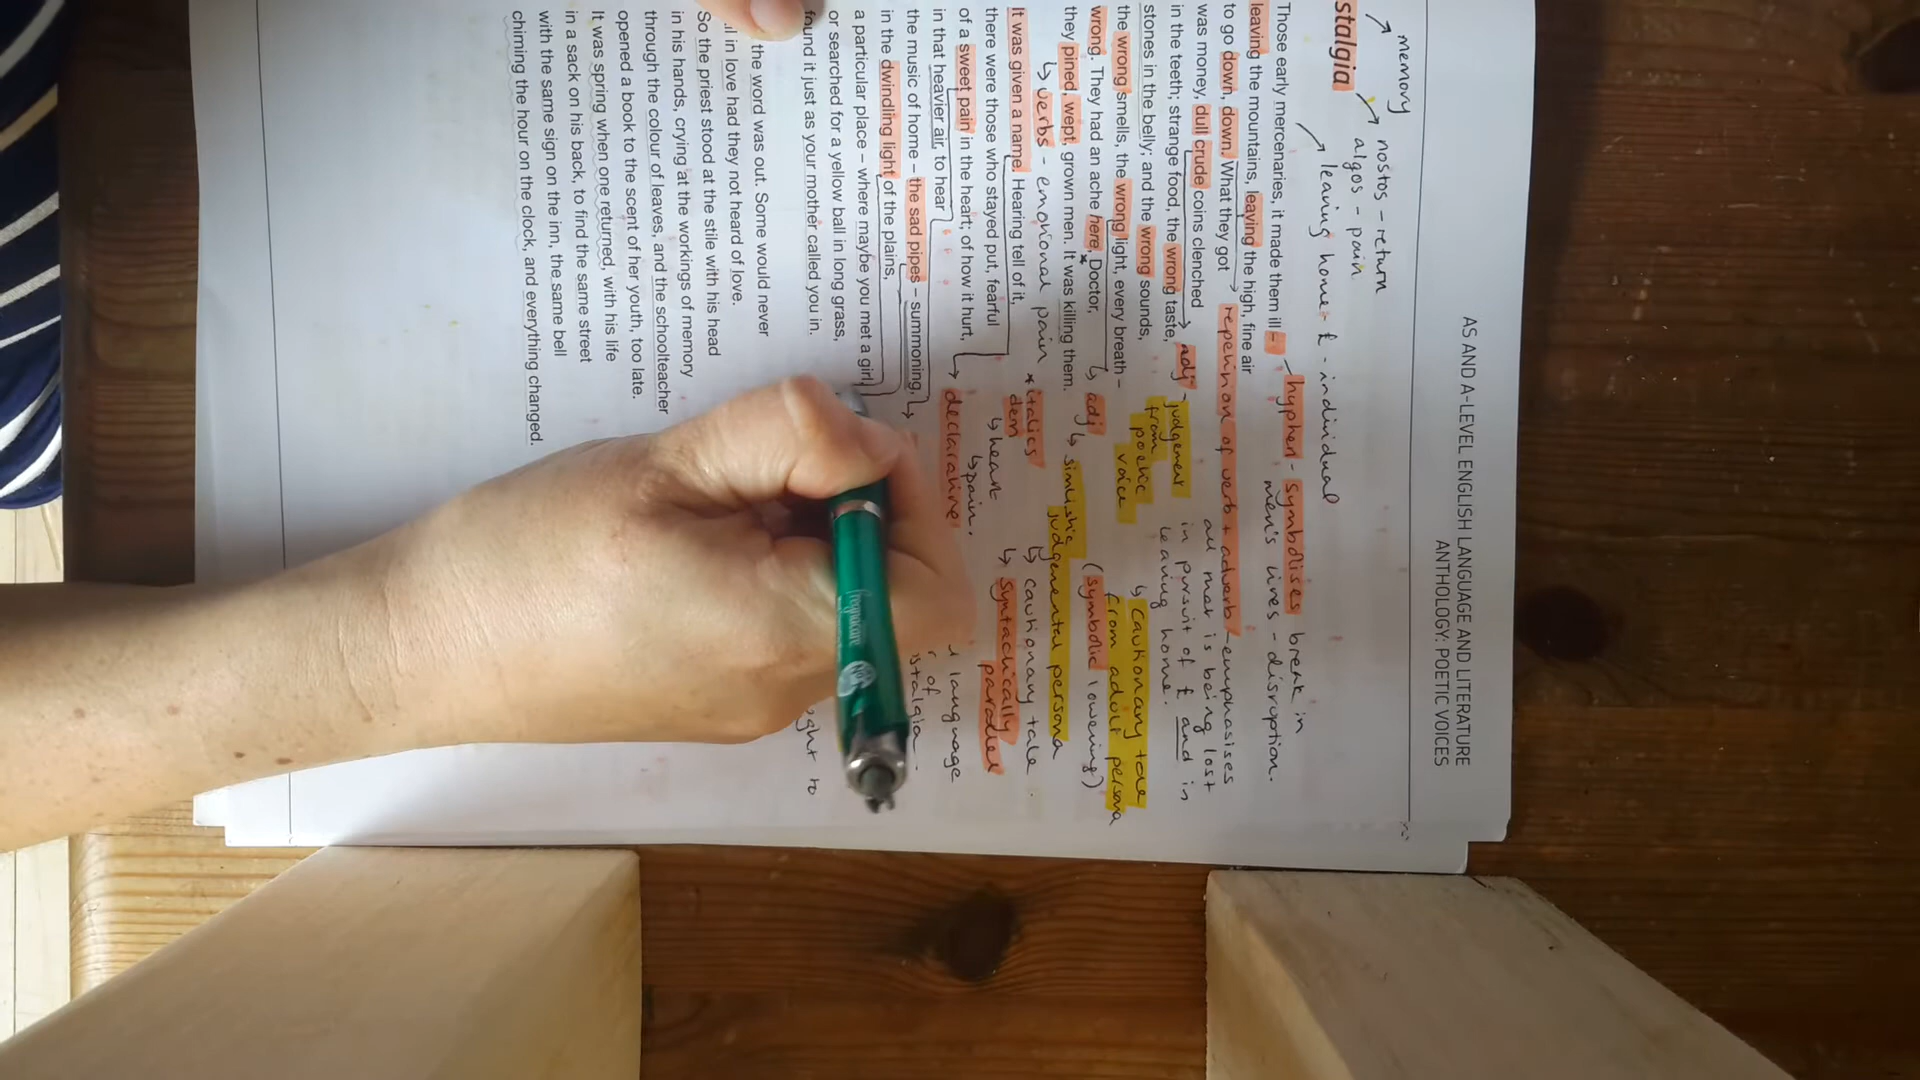 AS AND A-LEVEL ENGLISH LANGUAGE AND LITERATURE
ANTHOLOGY: POETIC VOICES
memory
nostos - return
algos - pain
leaving home - £ - individual
stalgia
Those early mercenaries, it made them ill –
hyphen - symbolises break in
men's lives - disruption.
leaving the mountains, leaving the high, fine air
to go down, down. What they got
repetition of verb + adverb - emphasises
all that is being lost
in pursuit of £ and in
leaving home.
was money, dull crude coins clenched
in the teeth; strange food, the wrong taste,
adj - judgement
from
poetic
voice
stones in the belly; and the wrong sounds,
the wrong smells, the wrong light, every breath –
cautionary tale
from adult persona
wrong. They had an ache here, Doctor,
adj
(symbolic lowering)
they pined, wept, grown men. It was killing them.
simlistic
judgemental persona
verbs - emotional pain
* italics
dem
heart
pain.
cautionary tale.
syntactically
parallel
It was given a name. Hearing tell of it,
there were those who stayed put, fearful
of a sweet pain in the heart; of how it hurt,
declarative
language
of
stalgia.
in that heavier air, to hear
the music of home – the sad pipes – summoning,
in the dwindling light of the plains,
a particular place – where maybe you met a girl,
or searched for a yellow ball in long grass,
found it just as your mother called you in.
ght to
the word was out. Some would never
in love had they not heard of love.
So the priest stood at the stile with his head
in his hands, crying at the workings of memory
through the colour of leaves, and the schoolteacher
opened a book to the scent of her youth, too late.
It was spring when one returned, with his life
in a sack on his back, to find the same street
with the same sign on the inn, the same bell
chiming the hour on the clock, and everything changed.